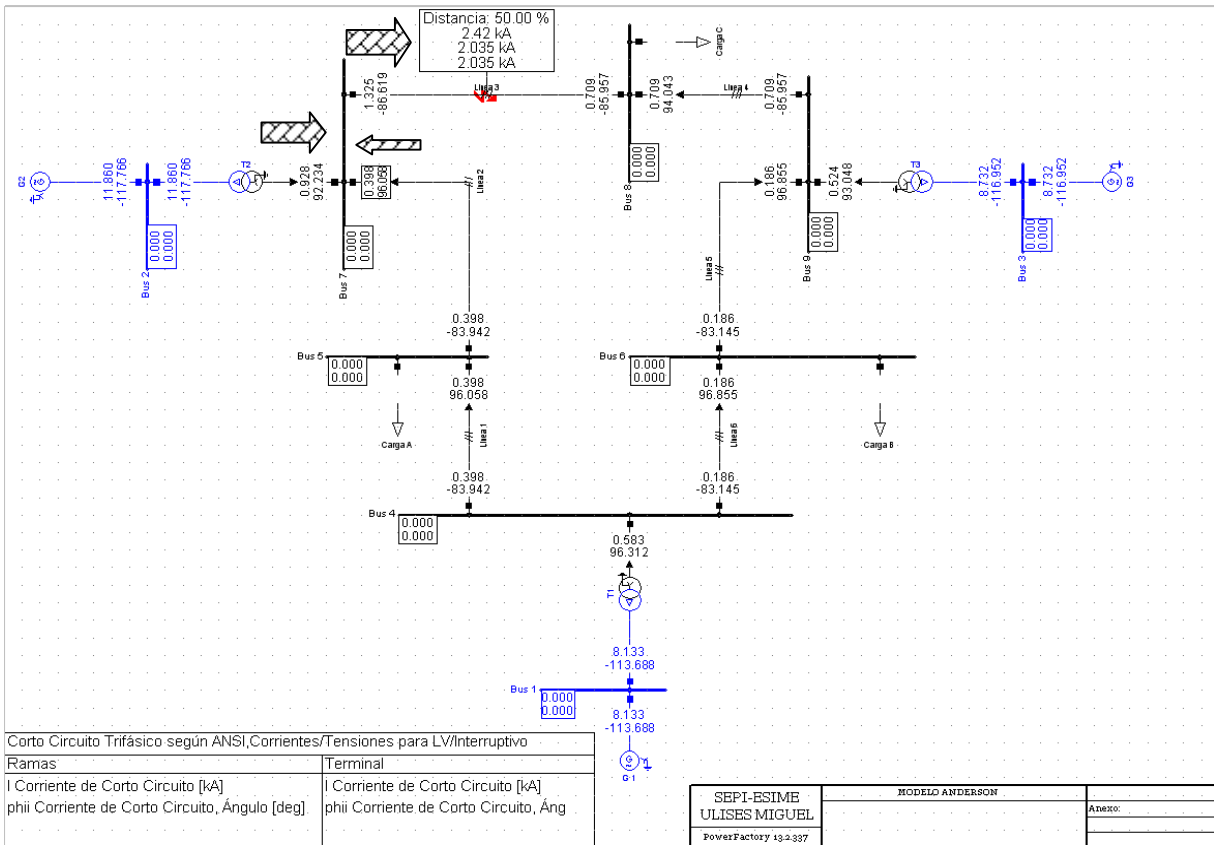 Distancia: 50.00 %
2.42 kA
2.035 kA
2.035 kA
Carga C
1.325
-86.619
Línea 3
0.709
-85.957
0.709
94.043
Línea 4
0.709
-85.957
G2
11.860
-117.766
11.860
-117.766
T2
0.928
92.234
0.398
96.058
Línea 2
0.000
0.000
Bus 8
0.186
96.855
0.524
93.048
T3
8.732
-116.952
8.732
-116.952
G3
0.000
0.000
Bus 2
0.000
0.000
Bus 7
Línea 5
0.000
0.000
Bus 9
0.000
0.000
Bus 3
0.398
-83.942
0.186
-83.145
Bus 5
0.000
0.000
Bus 6
0.000
0.000
0.398
96.058
0.186
96.855
Carga A
Línea 1
Línea 6
Carga B
0.398
-83.942
0.186
-83.145
Bus 4
0.000
0.000
0.583
96.312
T1
8.133
-113.688
Bus 1
0.000
0.000
8.133
-113.688
G1
Corto Circuito Trifásico según ANSI,Corrientes/Tensiones para LV/Interruptivo
Ramas
Terminal
I Corriente de Corto Circuito [kA]
I Corriente de Corto Circuito [kA]
phii Corriente de Corto Circuito, Ángulo [deg]
phii Corriente de Corto Circuito, Áng
SEPI-ESIME
ULISES MIGUEL
PowerFactory 13.2.337
MODELO ANDERSON
Anexo: